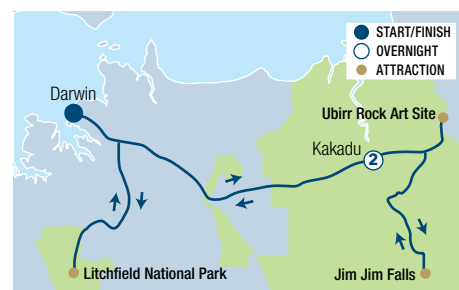 START/FINISH
OVERNIGHT
ATTRACTION
Darwin
Ubirr Rock Art Site
Kakadu
2
Litchfield National Park
Jim Jim Falls